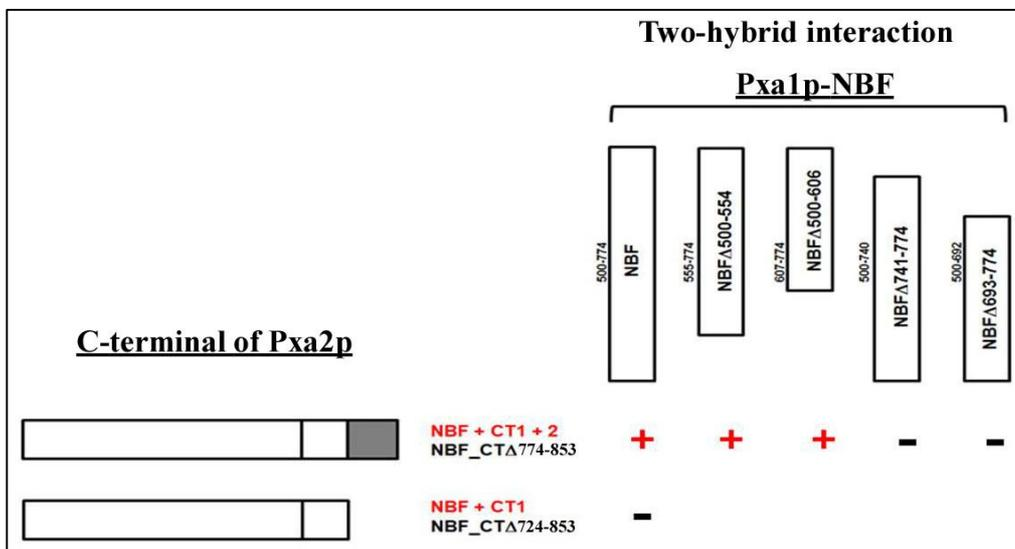 Two-hybrid interaction
Pxa1p-NBF
500-774
NBF
555-774
NBFΔ500-554
607-774
NBFΔ500-606
500-740
NBFΔ741-774
500-692
NBFΔ693-774
C-terminal of Pxa2p
NBF + CT1 + 2
NBF_CTΔ774-853
+ + + - -
NBF + CT1
NBF_CTΔ724-853
-